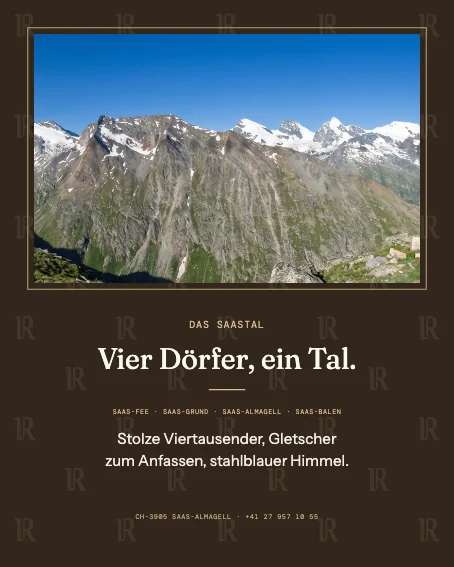 DAS SAASTAL
Vier Dörfer, ein Tal.
SAAS-FEE · SAAS-GRUND · SAAS-ALMAGELL · SAAS-BALEN
Stolze Viertausender, Gletscher
zum Anfassen, stahlblauer Himmel.
CH-3905 SAAS-ALMAGELL · +41 27 957 10 55